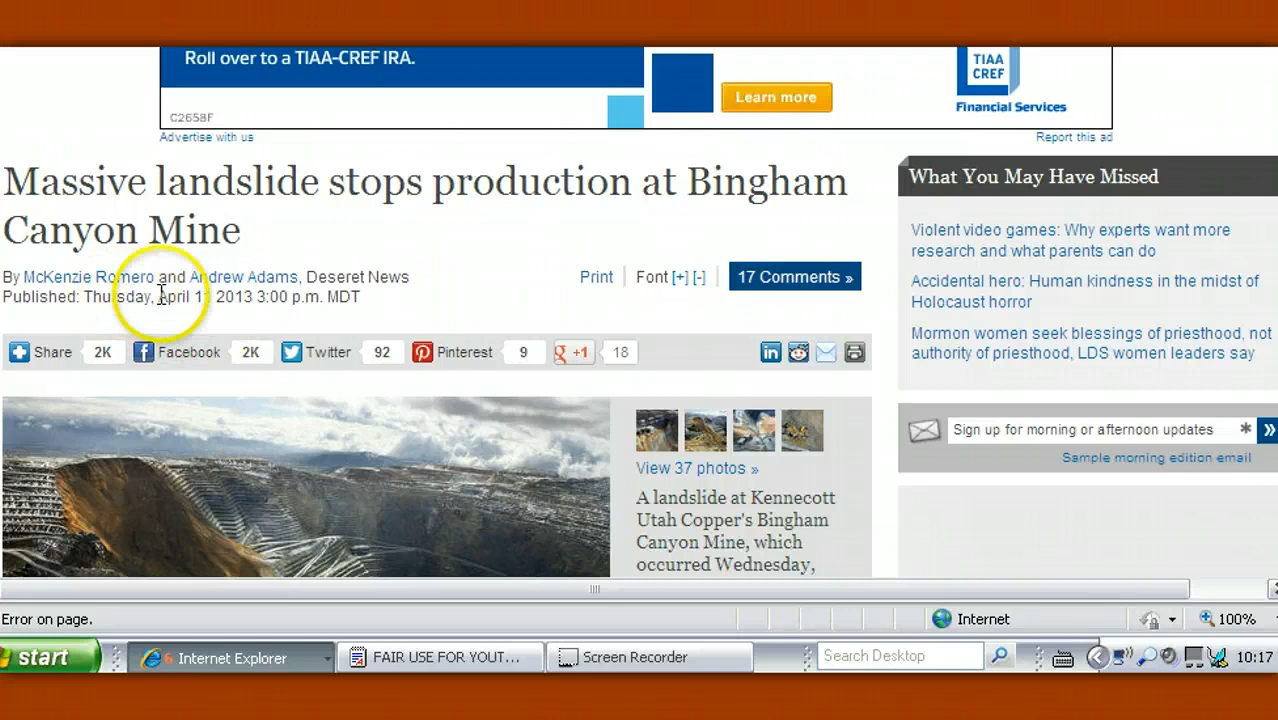 Roll over to a TIAA-CREF IRA.
TIAA
CREF
Learn more
Financial Services
C2658F
Advertise with us
Report this ad
Massive landslide stops production at Bingham
Canyon Mine
By McKenzie Romero and Andrew Adams, Deseret News
Published: Thursday, April 11 2013 3:00 p.m. MDT
Print
Font [+] [-]
17 Comments »
Share
2K
Facebook
2K
Twitter
92
Pinterest
9
+1
18
View 37 photos »
A landslide at Kennecott
Utah Copper's Bingham
Canyon Mine, which
occurred Wednesday,
What You May Have Missed
Violent video games: Why experts want more
research and what parents can do
Accidental hero: Human kindness in the midst of
Holocaust horror
Mormon women seek blessings of priesthood, not
authority of priesthood, LDS women leaders say
Sign up for morning or afternoon updates
*
»
Sample morning edition email
Error on page.
Internet
100%
start
6 Internet Explorer
FAIR USE FOR YOUT...
Screen Recorder
Search Desktop
10:17